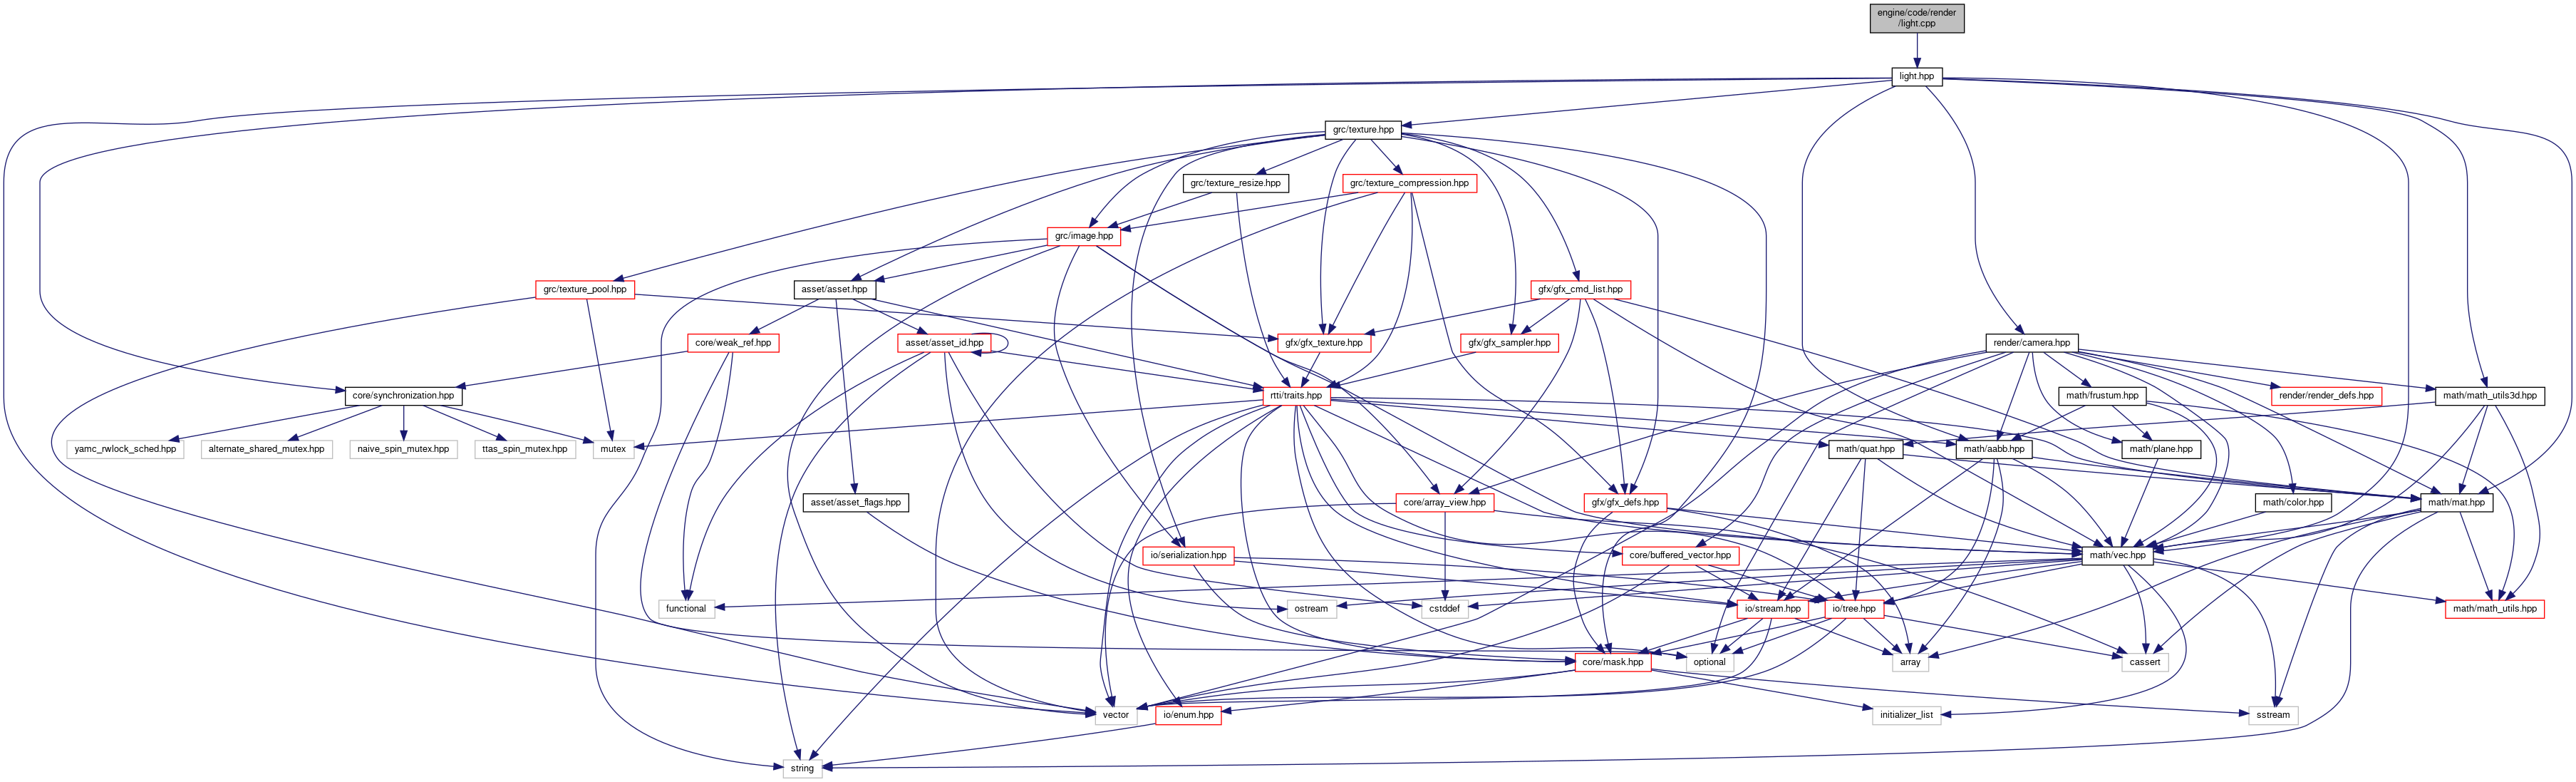 engine/code/render
/light.cpp
light.hpp
grc/texture.hpp
grc/texture_resize.hpp
grc/texture_compression.hpp
grc/image.hpp
grc/texture_pool.hpp
asset/asset.hpp
gfx/gfx_cmd_list.hpp
core/weak_ref.hpp
asset/asset_id.hpp
gfx/gfx_texture.hpp
gfx/gfx_sampler.hpp
render/camera.hpp
core/synchronization.hpp
rtti/traits.hpp
math/frustum.hpp
render/render_defs.hpp
math/math_utils3d.hpp
yamc_rwlock_sched.hpp
alternate_shared_mutex.hpp
naive_spin_mutex.hpp
ttas_spin_mutex.hpp
mutex
math/quat.hpp
math/aabb.hpp
math/plane.hpp
asset/asset_flags.hpp
core/array_view.hpp
gfx/gfx_defs.hpp
math/color.hpp
math/mat.hpp
io/serialization.hpp
core/buffered_vector.hpp
math/vec.hpp
functional
ostream
cstddef
io/stream.hpp
io/tree.hpp
math/math_utils.hpp
core/mask.hpp
optional
array
cassert
vector
io/enum.hpp
initializer_list
sstream
string